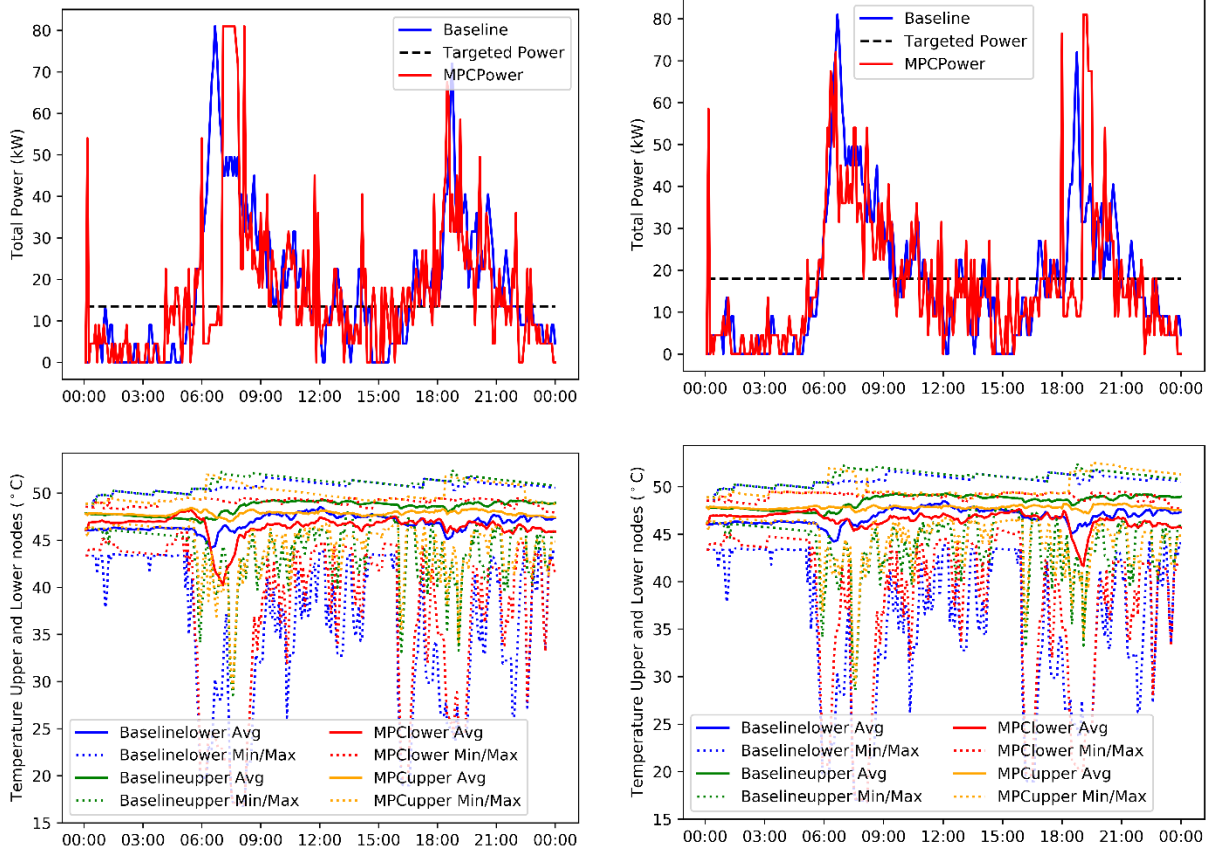 80
70
60
50
40
30
20
10
0
Total Power (kW)
Baseline
Targeted Power
MPCPower
00:00 03:00 06:00 09:00 12:00 15:00 18:00 21:00 00:00
80
70
60
50
40
30
20
10
0
Total Power (kW)
Baseline
Targeted Power
MPCPower
00:00 03:00 06:00 09:00 12:00 15:00 18:00 21:00 00:00
50
45
40
35
30
25
20
15
Temperature Upper and Lower nodes (°C)
Baselinelower Avg
Baselinelower Min/Max
Baselineupper Avg
Baselineupper Min/Max
MPClower Avg
MPClower Min/Max
MPCupper Avg
MPCupper Min/Max
00:00 03:00 06:00 09:00 12:00 15:00 18:00 21:00 00:00
50
45
40
35
30
25
20
15
Temperature Upper and Lower nodes (°C)
Baselinelower Avg
Baselinelower Min/Max
Baselineupper Avg
Baselineupper Min/Max
MPClower Avg
MPClower Min/Max
MPCupper Avg
MPCupper Min/Max
00:00 03:00 06:00 09:00 12:00 15:00 18:00 21:00 00:00